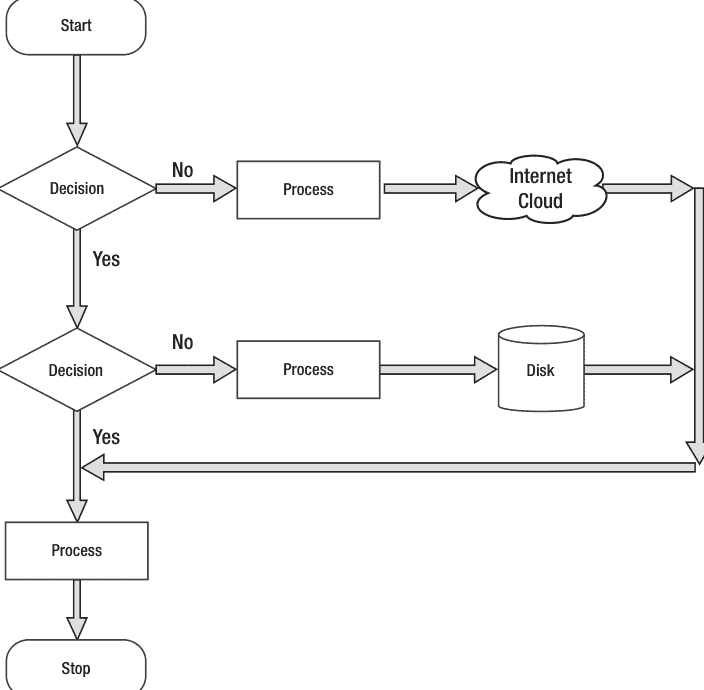 Start
No
Decision
Process
Internet
Cloud
Yes
No
Decision
Process
Disk
Yes
Process
Stop